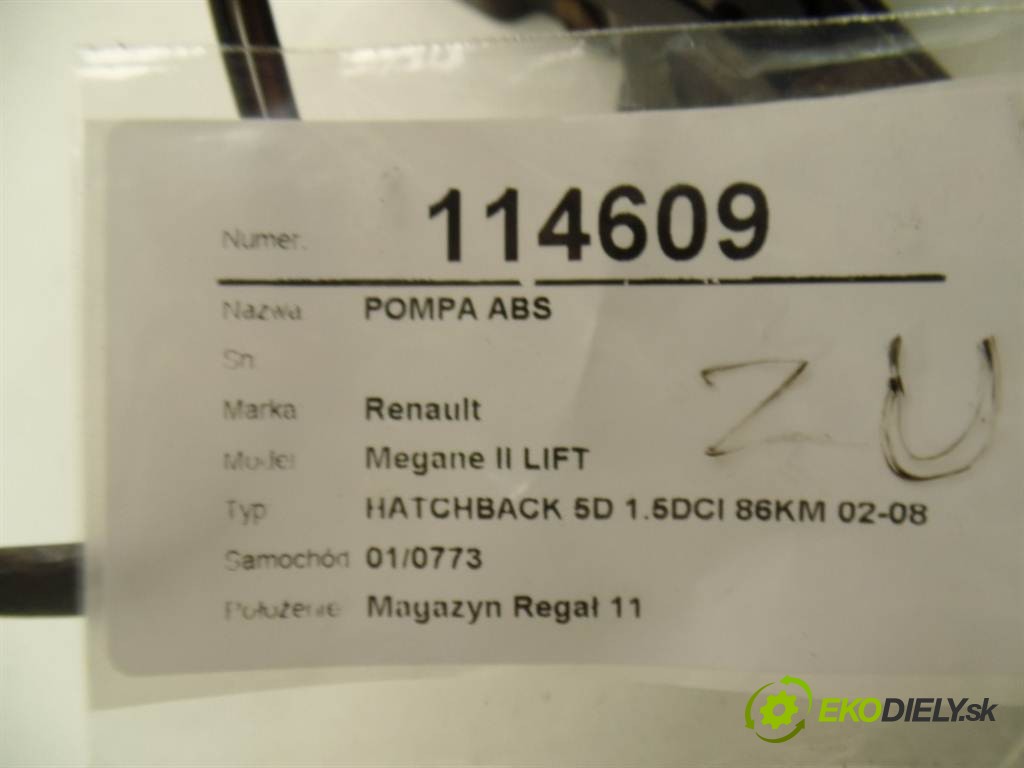 Numer. 114609
Nazwa POMPA ABS
Sn
Marka Renault
Model Megane II LIFT
Typ HATCHBACK 5D 1.5DCI 86KM 02-08
Samochód 01/0773
Położenie Magazyn Regał 11
ZU
EKODIELY.sk